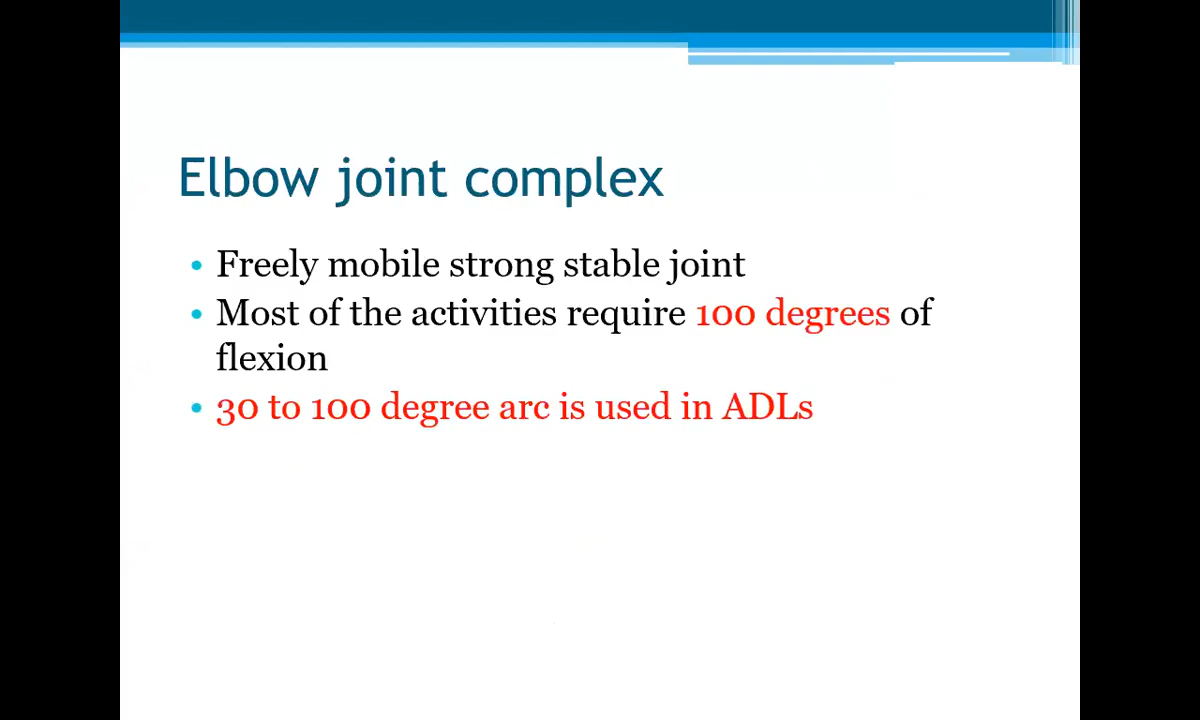 Elbow joint complex
• Freely mobile strong stable joint
• Most of the activities require 100 degrees of
flexion
• 30 to 100 degree arc is used in ADLs